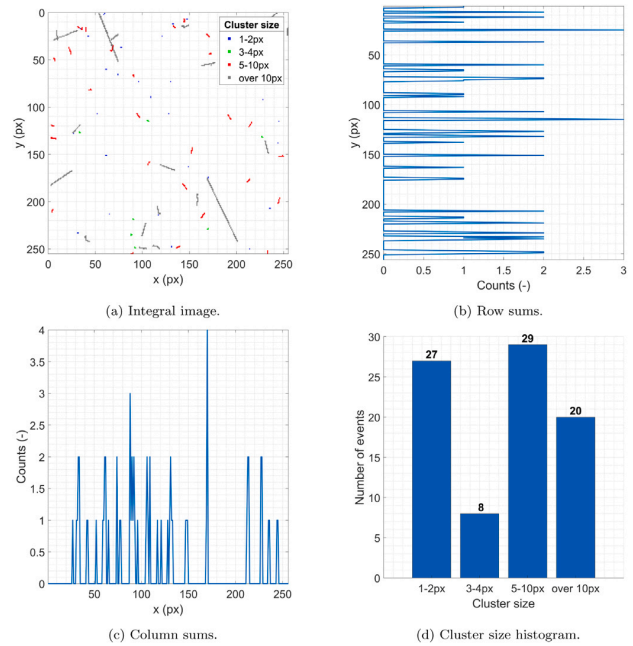 0
50
100
150
200
250
y (px)
0
50
100
150
200
250
x (px)
Cluster size
1-2px
3-4px
5-10px
over 10px
(a) Integral image.
0
50
100
150
200
250
y (px)
0
0.5
1
1.5
2
2.5
3
Counts (-)
(b) Row sums.
4
3.5
3
2.5
2
1.5
1
0.5
0
Counts (-)
50
100
150
200
250
x (px)
(c) Column sums.
30
25
20
15
10
5
0
Number of events
27
8
29
20
1-2px
3-4px
5-10px
over 10px
Cluster size
(d) Cluster size histogram.